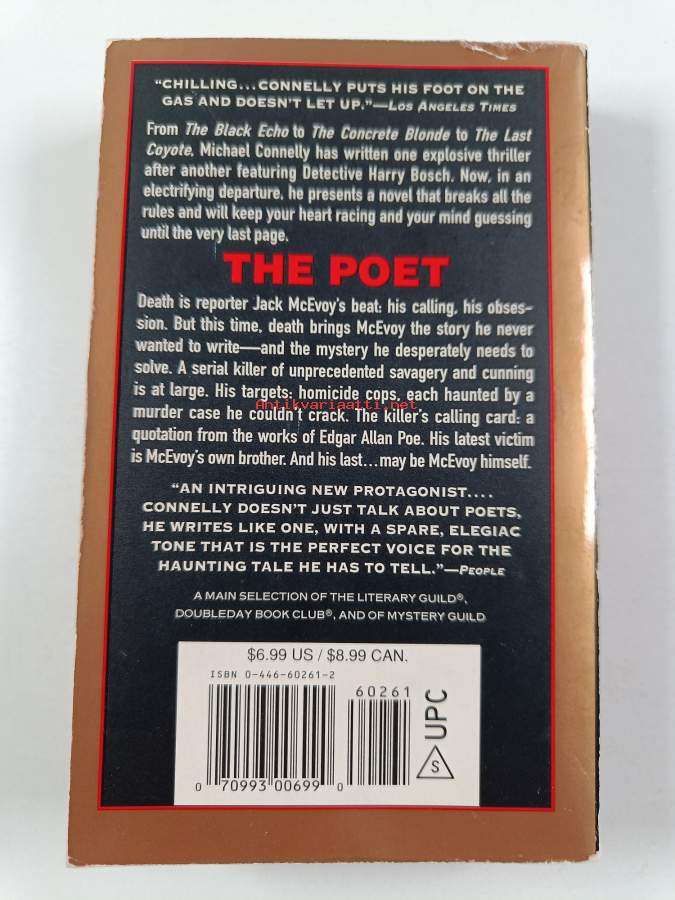 “CHILLING...CONNELLY PUTS HIS FOOT ON THE
GAS AND DOESN’T LET UP.”—LOS ANGELES TIMES
From The Black Echo to The Concrete Blonde to The Last
Coyote, Michael Connelly has written one explosive thriller
after another featuring Detective Harry Bosch. Now, in an
electrifying departure, he presents a novel that breaks all the
rules and will keep your heart racing and your mind guessing
until the very last page.
THE POET
Death is reporter Jack McEvoy’s beat: his calling, his obses-
sion. But this time, death brings McEvoy the story he never
wanted to write—and the mystery he desperately needs to
solve. A serial killer of unprecedented savagery and cunning
is at large. His targets: homicide cops, each haunted by a
Antikvariaatti.net
murder case he couldn’t crack. The killer’s calling card: a
quotation from the works of Edgar Allan Poe. His latest victim
is McEvoy’s own brother. And his last...may be McEvoy himself.
“AN INTRIGUING NEW PROTAGONIST....
CONNELLY DOESN’T JUST TALK ABOUT POETS,
HE WRITES LIKE ONE, WITH A SPARE, ELEGIAC
TONE THAT IS THE PERFECT VOICE FOR THE
HAUNTING TALE HE HAS TO TELL.”—PEOPLE
A MAIN SELECTION OF THE LITERARY GUILD®,
DOUBLEDAY BOOK CLUB®, AND OF MYSTERY GUILD
$6.99 US / $8.99 CAN.
ISBN 0-446-60261-2
60261
UPC
S
0 70993 00699 0